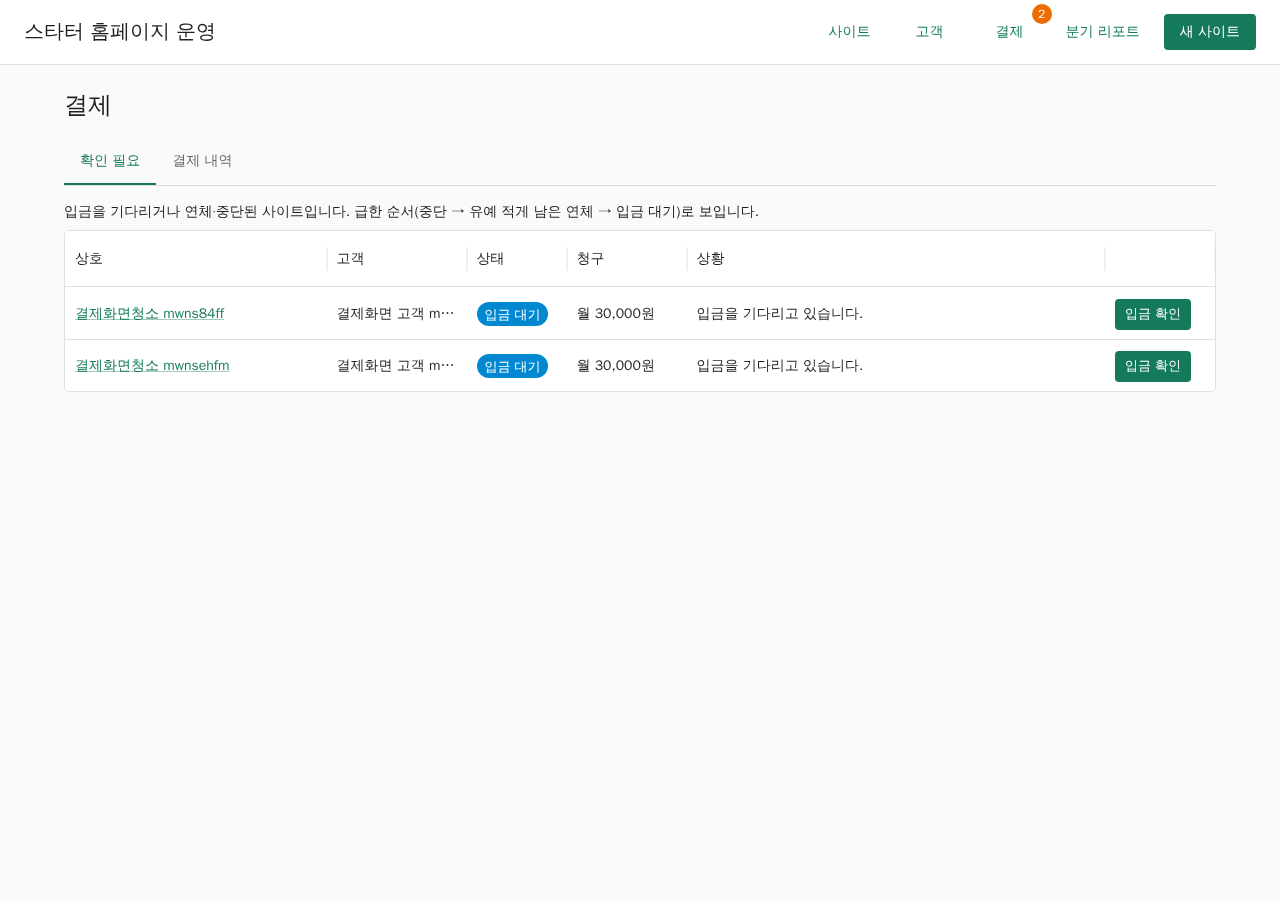 스타터 홈페이지 운영
사이트 고객 결제 2 분기 리포트 새 사이트
결제
확인 필요 결제 내역
입금을 기다리거나 연체·중단된 사이트입니다. 급한 순서(중단 → 유예 적게 남은 연체 → 입금 대기)로 보입니다.
상호 고객 상태 청구 상황
결제화면청소 mwns84ff 결제화면 고객 m… 입금 대기 월 30,000원 입금을 기다리고 있습니다. 입금 확인
결제화면청소 mwnsehfm 결제화면 고객 m… 입금 대기 월 30,000원 입금을 기다리고 있습니다. 입금 확인